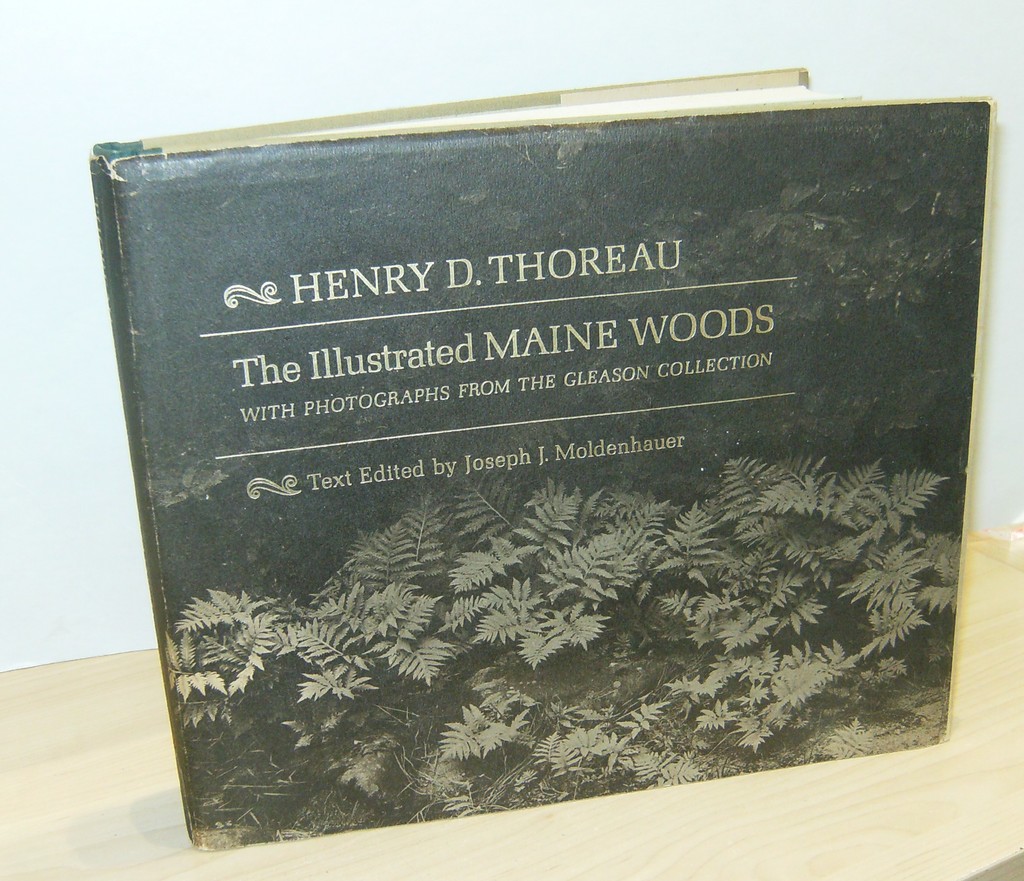 HENRY D. THOREAU
The Illustrated MAINE WOODS
WITH PHOTOGRAPHS FROM THE GLEASON COLLECTION
Text Edited by Joseph J. Moldenhauer